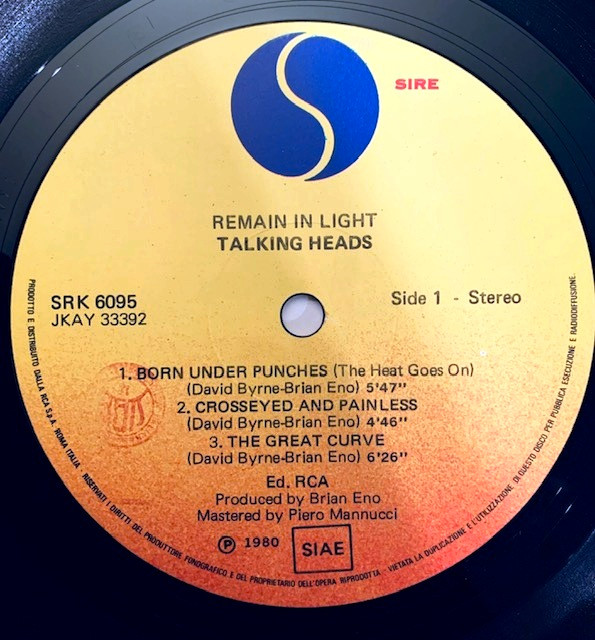 SIRE
REMAIN IN LIGHT
TALKING HEADS
SRK 6095
JKAY 33392
Side 1 - Stereo
1. BORN UNDER PUNCHES (The Heat Goes On)
(David Byrne-Brian Eno) 5'47"
2. CROSSEYED AND PAINLESS
(David Byrne-Brian Eno) 4'46"
3. THE GREAT CURVE
(David Byrne-Brian Eno) 6'26"
Ed. RCA
Produced by Brian Eno
Mastered by Piero Mannucci
℗ 1980 SIAE
PRODOTTO E DISTRIBUITO DALLA RCA S.p.A. ROMA ITALIA - RISERVATI I DIRITTI DEL PRODUTTORE FONOGRAFICO E DEL PROPRIETARIO DELL'OPERA RIPRODOTTA - VIETATA LA DUPLICAZIONE E L'UTILIZZAZIONE DI QUESTO DISCO PER PUBBLICA ESECUZIONE E RADIODIFFUSIONE.